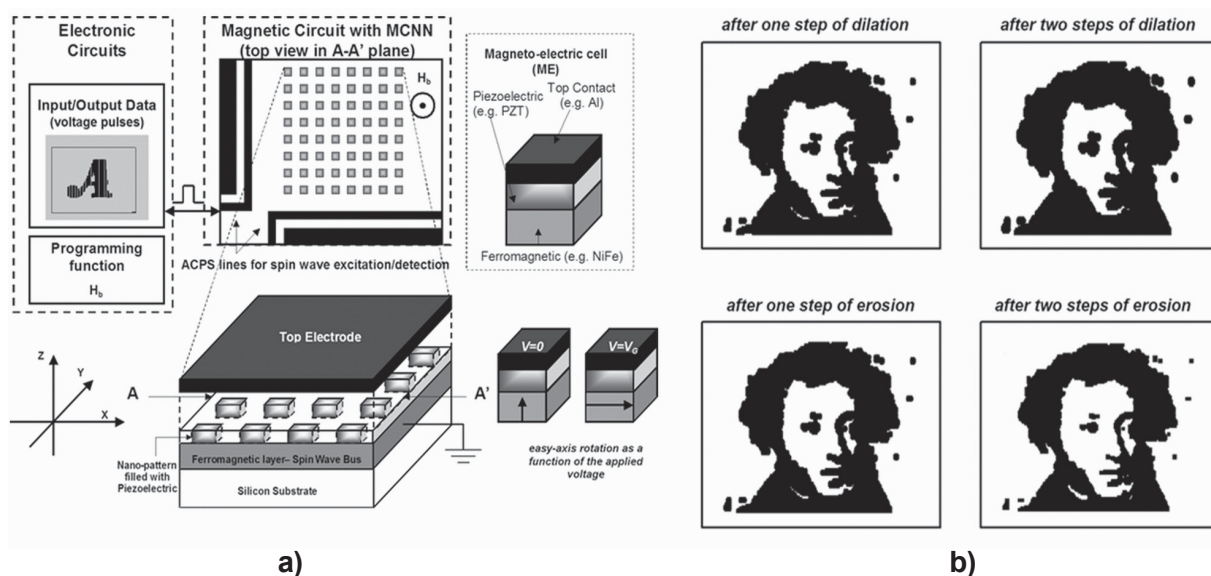 Electronic
Circuits
Input/Output Data
(voltage pulses)
A
Programming
function
H_b
Magnetic Circuit with MCNN
(top view in A-A' plane)
H_b
ACPS lines for spin wave excitation/detection
Magneto-electric cell
(ME)
Piezoelectric
(e.g. PZT)
Top Contact
(e.g. Al)
Ferromagnetic (e.g. NiFe)
Top Electrode
Z
Y
X
A
A'
Nano-pattern
filled with
Piezoelectric
Ferromagnetic layer– Spin Wave Bus
Silicon Substrate
V=0
V=V_G
easy-axis rotation as a
function of the applied
voltage
a)
after one step of dilation
after two steps of dilation
after one step of erosion
after two steps of erosion
b)